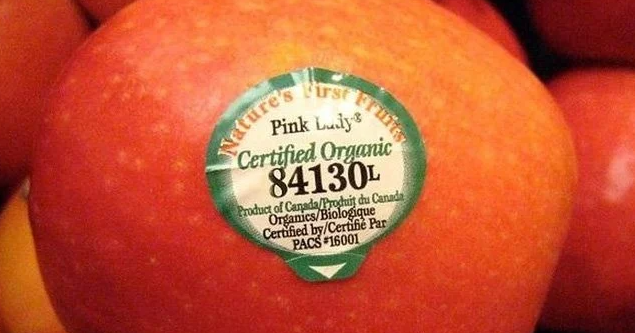 Nature's First Fruits
Pink Lady®
Certified Organic
84130L
Product of Canada/Produit du Canada
Organics/Biologique
Certified by/Certifié Par
PACS #16001